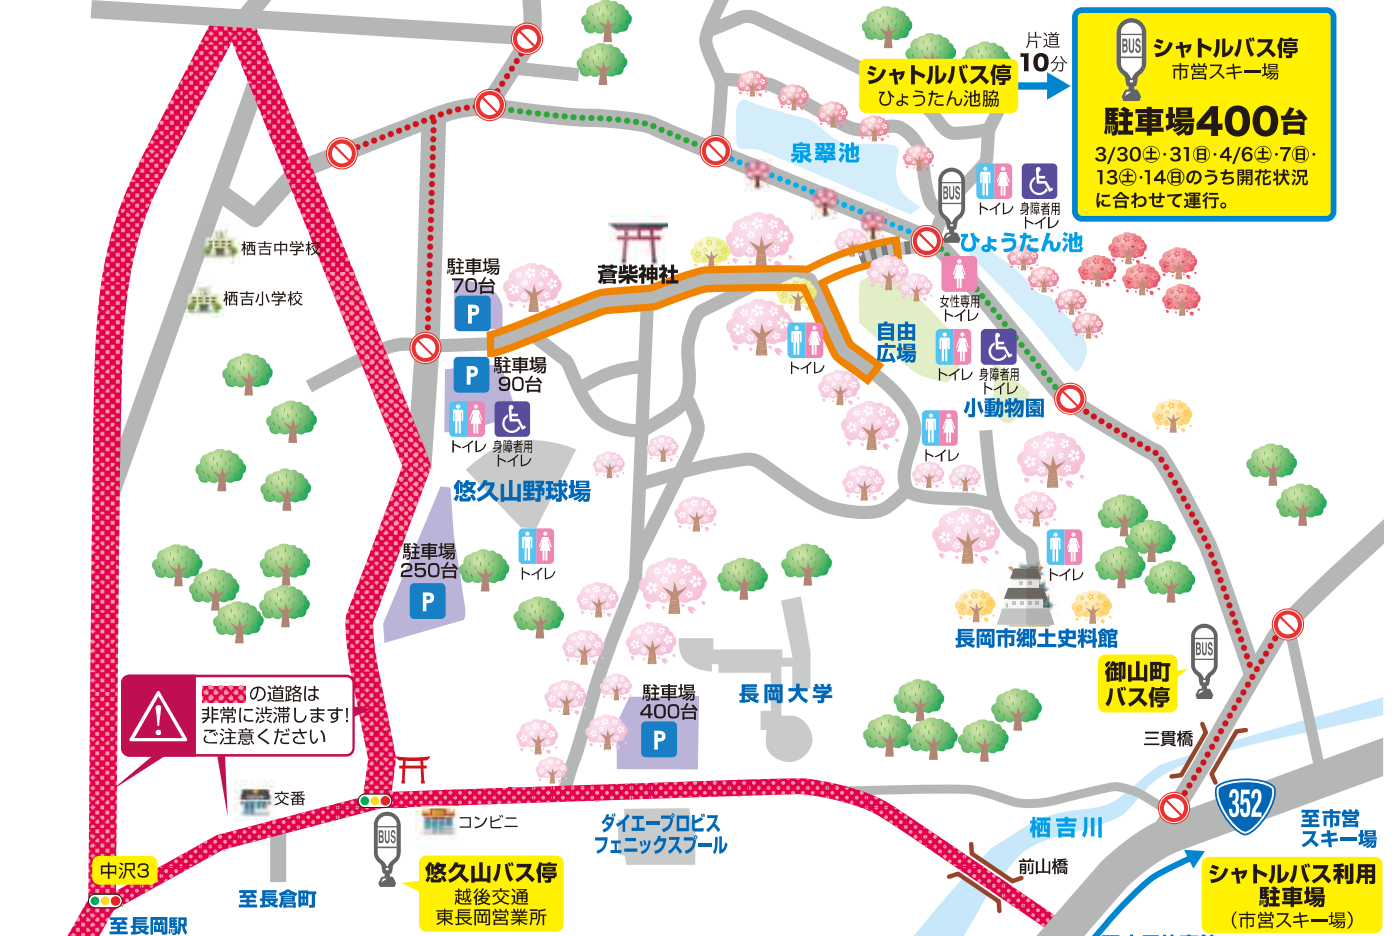 シャトルバス停
ひょうたん池脇
片道
10分
BUS
シャトルバス停
市営スキー場
駐車場400台
3/30㊏・31㊐・4/6㊏・7㊐・
13㊏・14㊐のうち開花状況
に合わせて運行。
泉翠池
BUS
トイレ
身障者用
トイレ
ひょうたん池
女性専用
トイレ
栖吉中学校
栖吉小学校
駐車場
70台
P
蒼柴神社
P
駐車場
90台
トイレ
身障者用
トイレ
トイレ
自由
広場
トイレ
身障者用
トイレ
小動物園
トイレ
悠久山野球場
駐車場
250台
P
トイレ
トイレ
長岡市郷土史料館
御山町
バス停
BUS
の道路は
非常に渋滞します!
ご注意ください
駐車場
400台
P
長岡大学
三貫橋
交番
コンビニ
BUS
悠久山バス停
越後交通
東長岡営業所
ダイエープロビス
フェニックスプール
栖吉川
前山橋
352
至市営
スキー場
シャトルバス利用
駐車場
(市営スキー場)
中沢3
至長倉町
至長岡駅